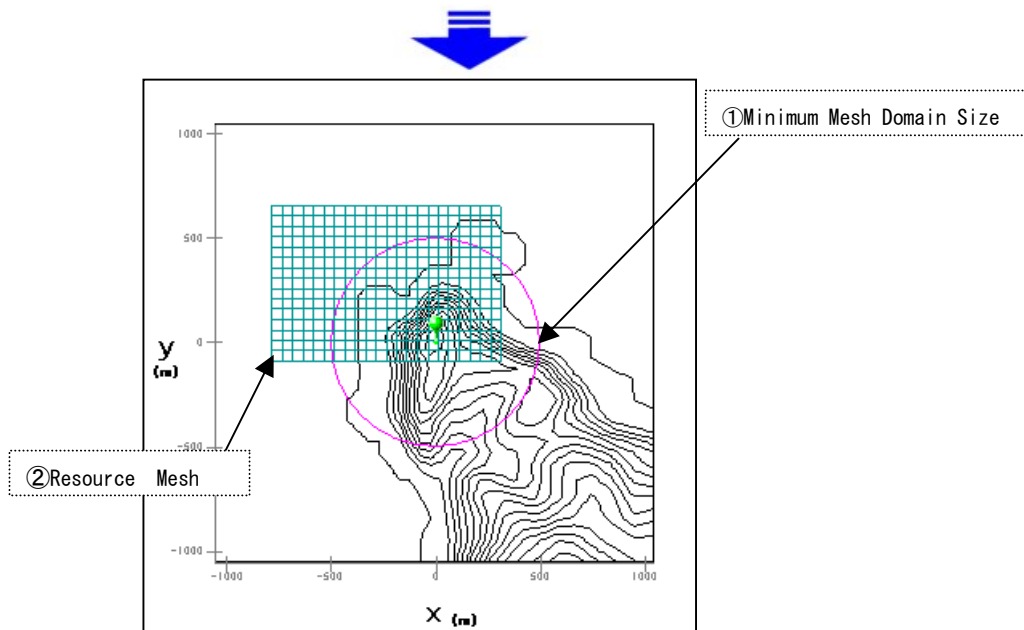 ①Minimum Mesh Domain Size
1000
500
y
(m)
0
-500
②Resource Mesh
-1000
-1000 -500 0 500 1000
X (m)